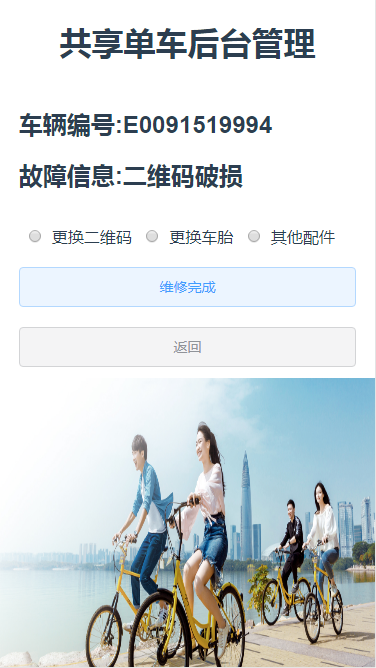 共享单车后台管理
车辆编号:E0091519994
故障信息:二维码破损
更换二维码 更换车胎 其他配件
维修完成
返回